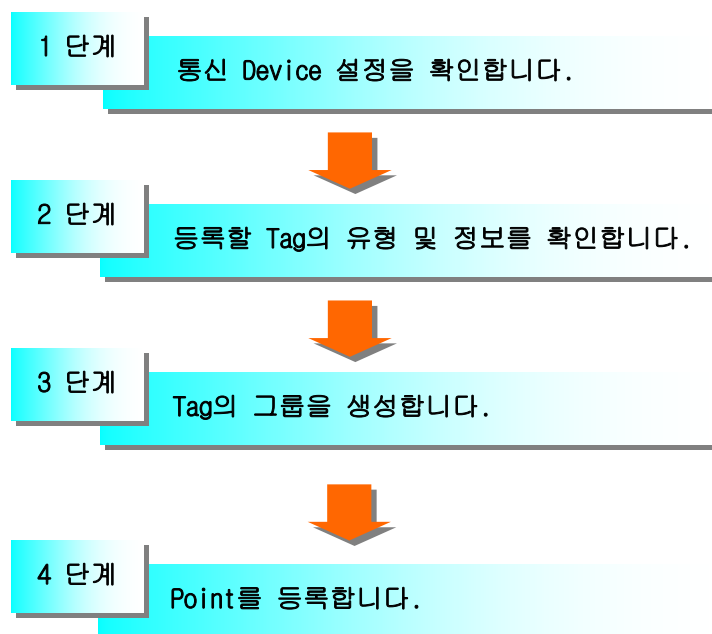 1 단계
통신 Device 설정을 확인합니다.
2 단계
등록할 Tag의 유형 및 정보를 확인합니다.
3 단계
Tag의 그룹을 생성합니다.
4 단계
Point를 등록합니다.